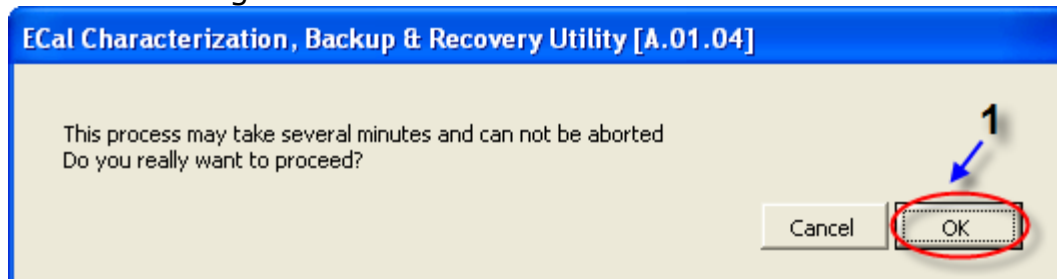 ECal Characterization, Backup & Recovery Utility [A.01.04]
This process may take several minutes and can not be aborted
Do you really want to proceed?
1
Cancel
OK